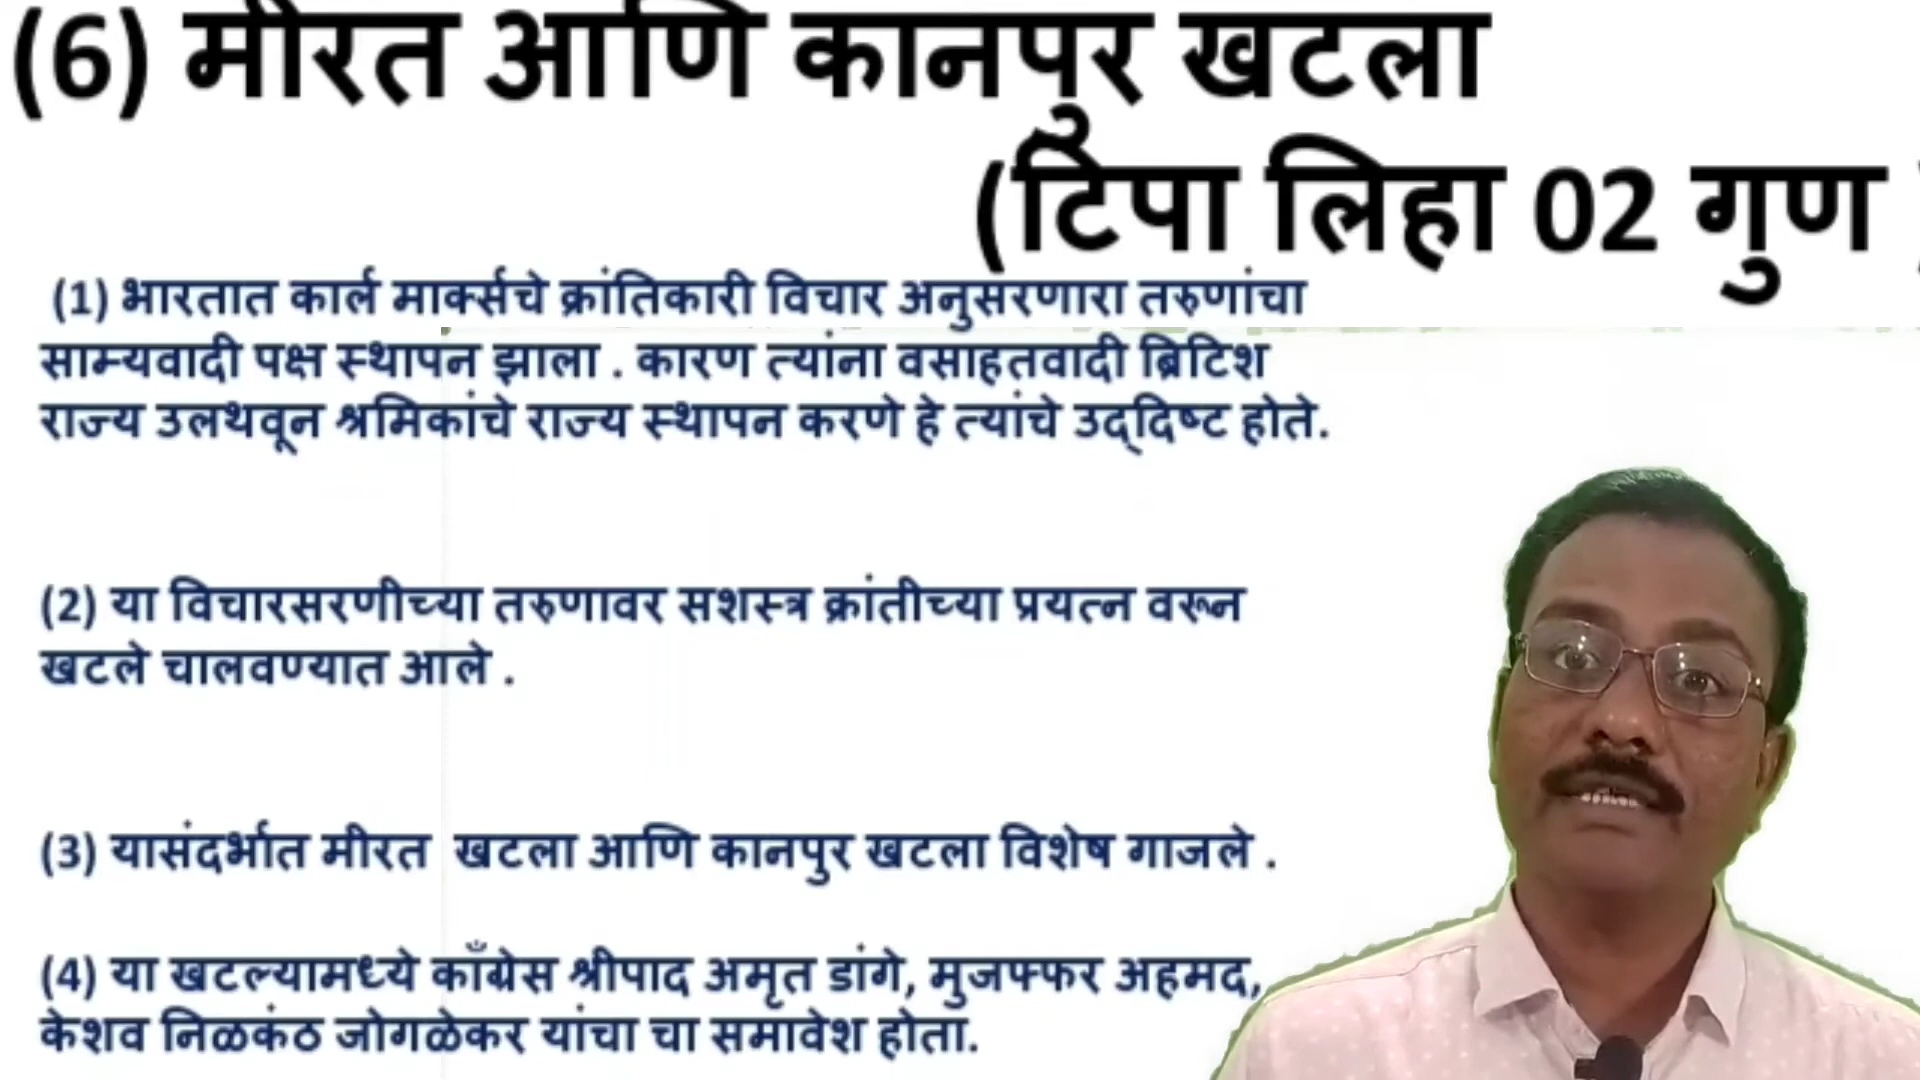 (6) मीरत आणि कानपुर खटला
(टिपा लिहा 02 गुण )
(1) भारतात कार्ल मार्क्सचे क्रांतिकारी विचार अनुसरणारा तरुणांचा
साम्यवादी पक्ष स्थापन झाला . कारण त्यांना वसाहतवादी ब्रिटिश
राज्य उलथवून श्रमिकांचे राज्य स्थापन करणे हे त्यांचे उद्दिष्ट होते.
(2) या विचारसरणीच्या तरुणावर सशस्त्र क्रांतीच्या प्रयत्न वरून
खटले चालवण्यात आले .
(3) यासंदर्भात मीरत खटला आणि कानपुर खटला विशेष गाजले .
(4) या खटल्यामध्ये काँग्रेस श्रीपाद अमृत डांगे, मुजफ्फर अहमद,
केशव निळकंठ जोगळेकर यांचा चा समावेश होता.